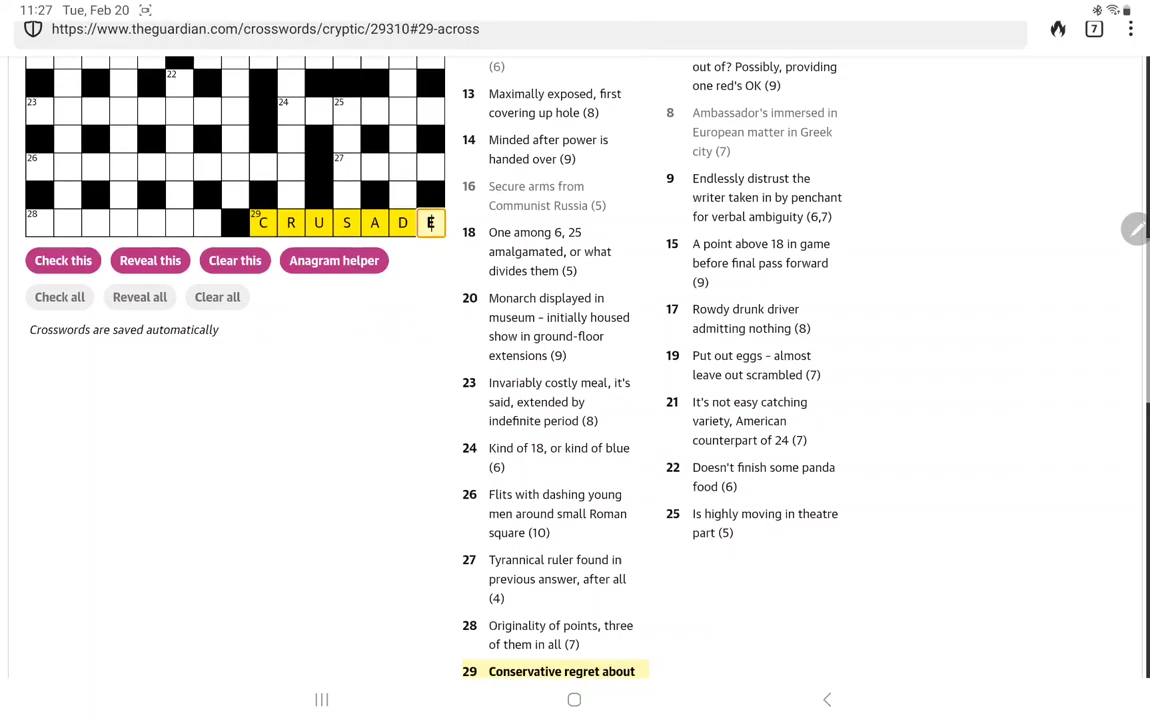 11:27 Tue, Feb 20
https://www.theguardian.com/crosswords/cryptic/29310#29-across
7
22
23
24
25
26
27
28
29
C R U S A D E
Check this
Reveal this
Clear this
Anagram helper
Check all
Reveal all
Clear all
Crosswords are saved automatically
(6)
13 Maximally exposed, first
covering up hole (8)
14 Minded after power is
handed over (9)
16 Secure arms from
Communist Russia (5)
18 One among 6, 25
amalgamated, or what
divides them (5)
20 Monarch displayed in
museum – initially housed
show in ground-floor
extensions (9)
23 Invariably costly meal, it's
said, extended by
indefinite period (8)
24 Kind of 18, or kind of blue
(6)
26 Flits with dashing young
men around small Roman
square (10)
27 Tyrannical ruler found in
previous answer, after all
(4)
28 Originality of points, three
of them in all (7)
29 Conservative regret about
out of? Possibly, providing
one red's OK (9)
8 Ambassador's immersed in
European matter in Greek
city (7)
9 Endlessly distrust the
writer taken in by penchant
for verbal ambiguity (6,7)
15 A point above 18 in game
before final pass forward
(9)
17 Rowdy drunk driver
admitting nothing (8)
19 Put out eggs – almost
leave out scrambled (7)
21 It's not easy catching
variety, American
counterpart of 24 (7)
22 Doesn't finish some panda
food (6)
25 Is highly moving in theatre
part (5)